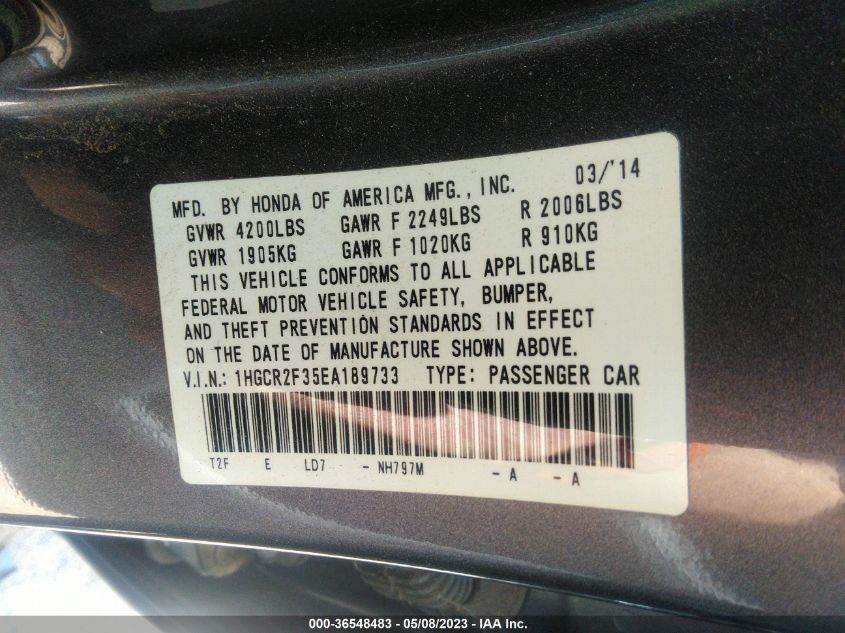 MFD. BY HONDA OF AMERICA MFG., INC. 03/'14
GVWR 4200LBS GAWR F 2249LBS R 2006LBS
GVWR 1905KG GAWR F 1020KG R 910KG
THIS VEHICLE CONFORMS TO ALL APPLICABLE
FEDERAL MOTOR VEHICLE SAFETY, BUMPER,
AND THEFT PREVENTION STANDARDS IN EFFECT
ON THE DATE OF MANUFACTURE SHOWN ABOVE.
V.I.N.: 1HGCR2F35EA189733 TYPE: PASSENGER CAR
T2F E LD7 - NH797M - A - A
000-36548483 - 05/08/2023 - IAA Inc.